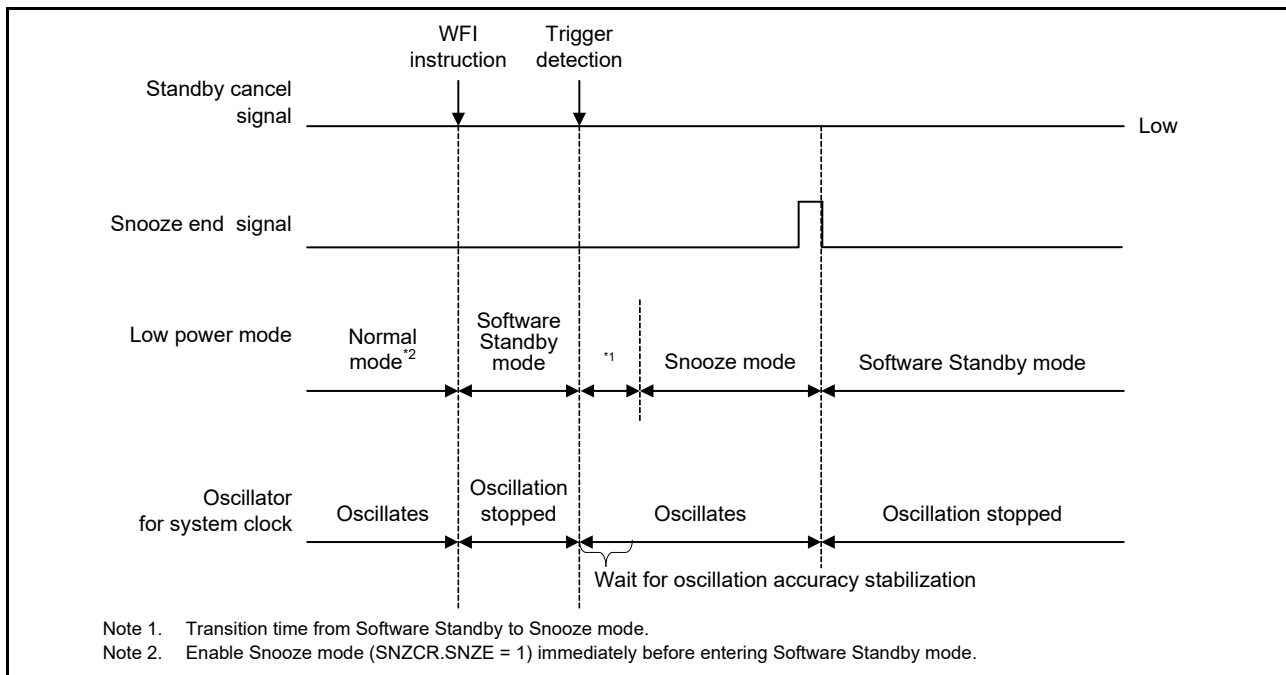 WFI
instruction
Trigger
detection
Standby cancel
signal
Low
Snooze end signal
Low power mode
Normal
mode*2
Software
Standby
mode
*1
Snooze mode
Software Standby mode
Oscillator
for system clock
Oscillates
Oscillation
stopped
Oscillates
Oscillation stopped
Wait for oscillation accuracy stabilization
Note 1. Transition time from Software Standby to Snooze mode.
Note 2. Enable Snooze mode (SNZCR.SNZE = 1) immediately before entering Software Standby mode.